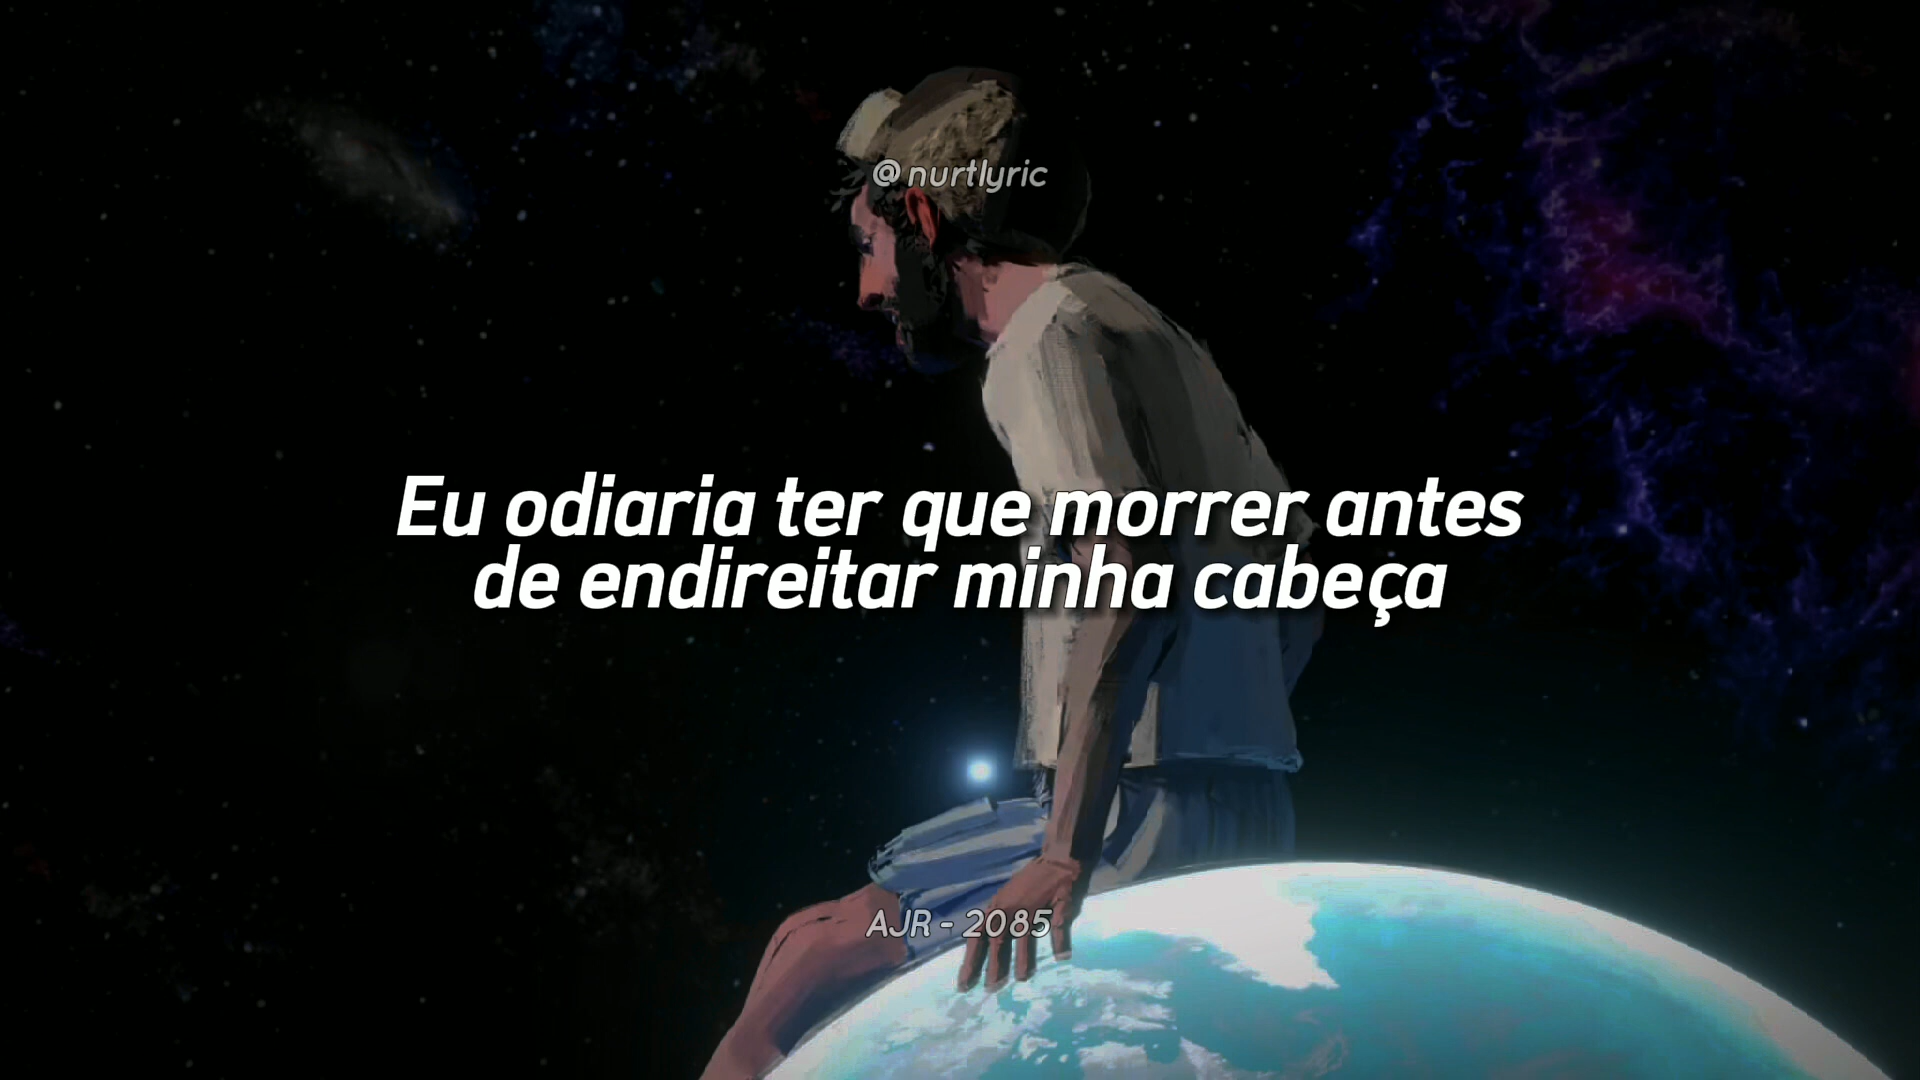 @nurtlyric
Eu odiaria ter que morrer antes
de endireitar minha cabeça
AJR - 2085